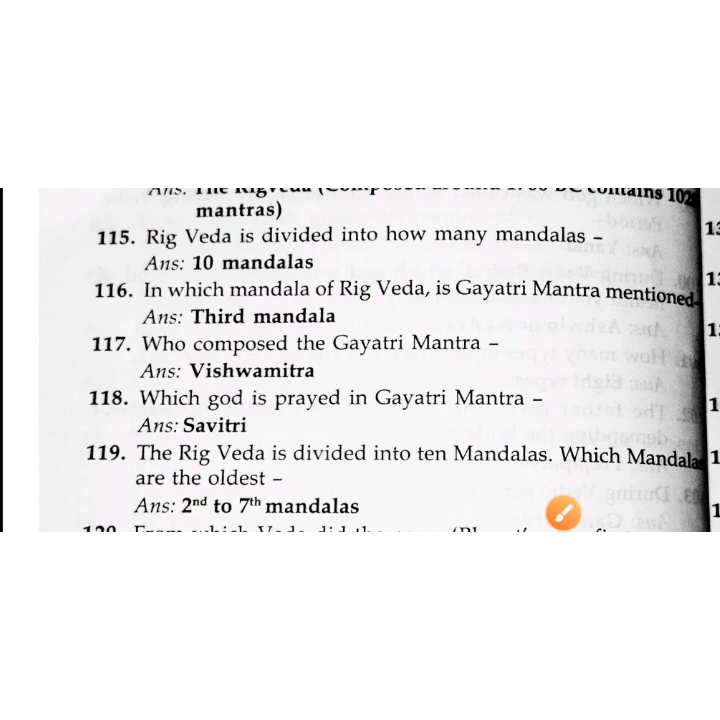 mantras)
115. Rig Veda is divided into how many mandalas –
Ans: 10 mandalas
116. In which mandala of Rig Veda, is Gayatri Mantra mentioned-
Ans: Third mandala
117. Who composed the Gayatri Mantra –
Ans: Vishwamitra
118. Which god is prayed in Gayatri Mantra –
Ans: Savitri
119. The Rig Veda is divided into ten Mandalas. Which Mandalas
are the oldest –
Ans: 2nd to 7th mandalas